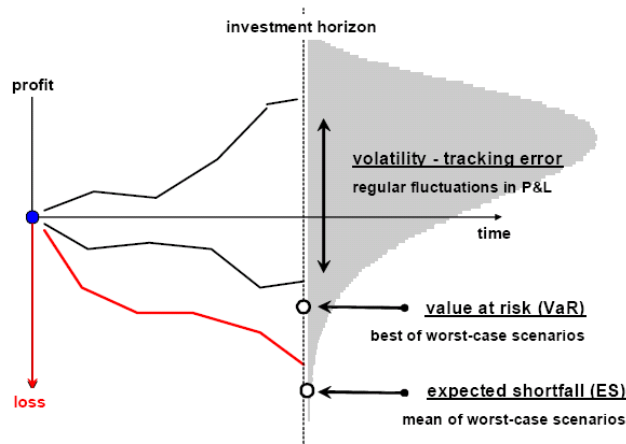 investment horizon
profit
volatility - tracking error
regular fluctuations in P&L
time
value at risk (VaR)
best of worst-case scenarios
expected shortfall (ES)
loss
mean of worst-case scenarios